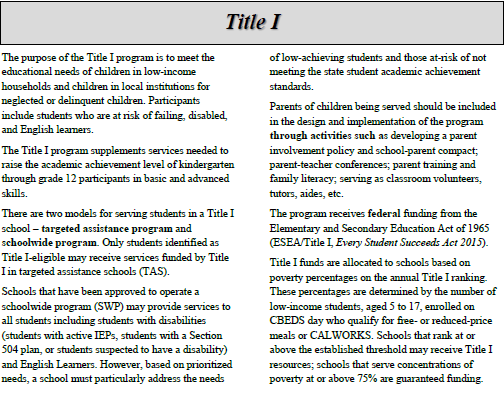 Title I
The purpose of the Title I program is to meet the
educational needs of children in low-income
households and children in local institutions for
neglected or delinquent children. Participants
include students who are at risk of failing, disabled,
and English learners.
The Title I program supplements services needed to
raise the academic achievement level of kindergarten
through grade 12 participants in basic and advanced
skills.
There are two models for serving students in a Title I
school – targeted assistance program and
schoolwide program. Only students identified as
Title I-eligible may receive services funded by Title
I in targeted assistance schools (TAS).
Schools that have been approved to operate a
schoolwide program (SWP) may provide services to
all students including students with disabilities
(students with active IEPs, students with a Section
504 plan, or students suspected to have a disability)
and English Learners. However, based on prioritized
needs, a school must particularly address the needs
of low-achieving students and those at-risk of not
meeting the state student academic achievement
standards.
Parents of children being served should be included
in the design and implementation of the program
through activities such as developing a parent
involvement policy and school-parent compact;
parent-teacher conferences; parent training and
family literacy; serving as classroom volunteers,
tutors, aides, etc.
The program receives federal funding from the
Elementary and Secondary Education Act of 1965
(ESEA/Title I, Every Student Succeeds Act 2015).
Title I funds are allocated to schools based on
poverty percentages on the annual Title I ranking.
These percentages are determined by the number of
low-income students, aged 5 to 17, enrolled on
CBEDS day who qualify for free- or reduced-price
meals or CALWORKS. Schools that rank at or
above the established threshold may receive Title I
resources; schools that serve concentrations of
poverty at or above 75% are guaranteed funding.